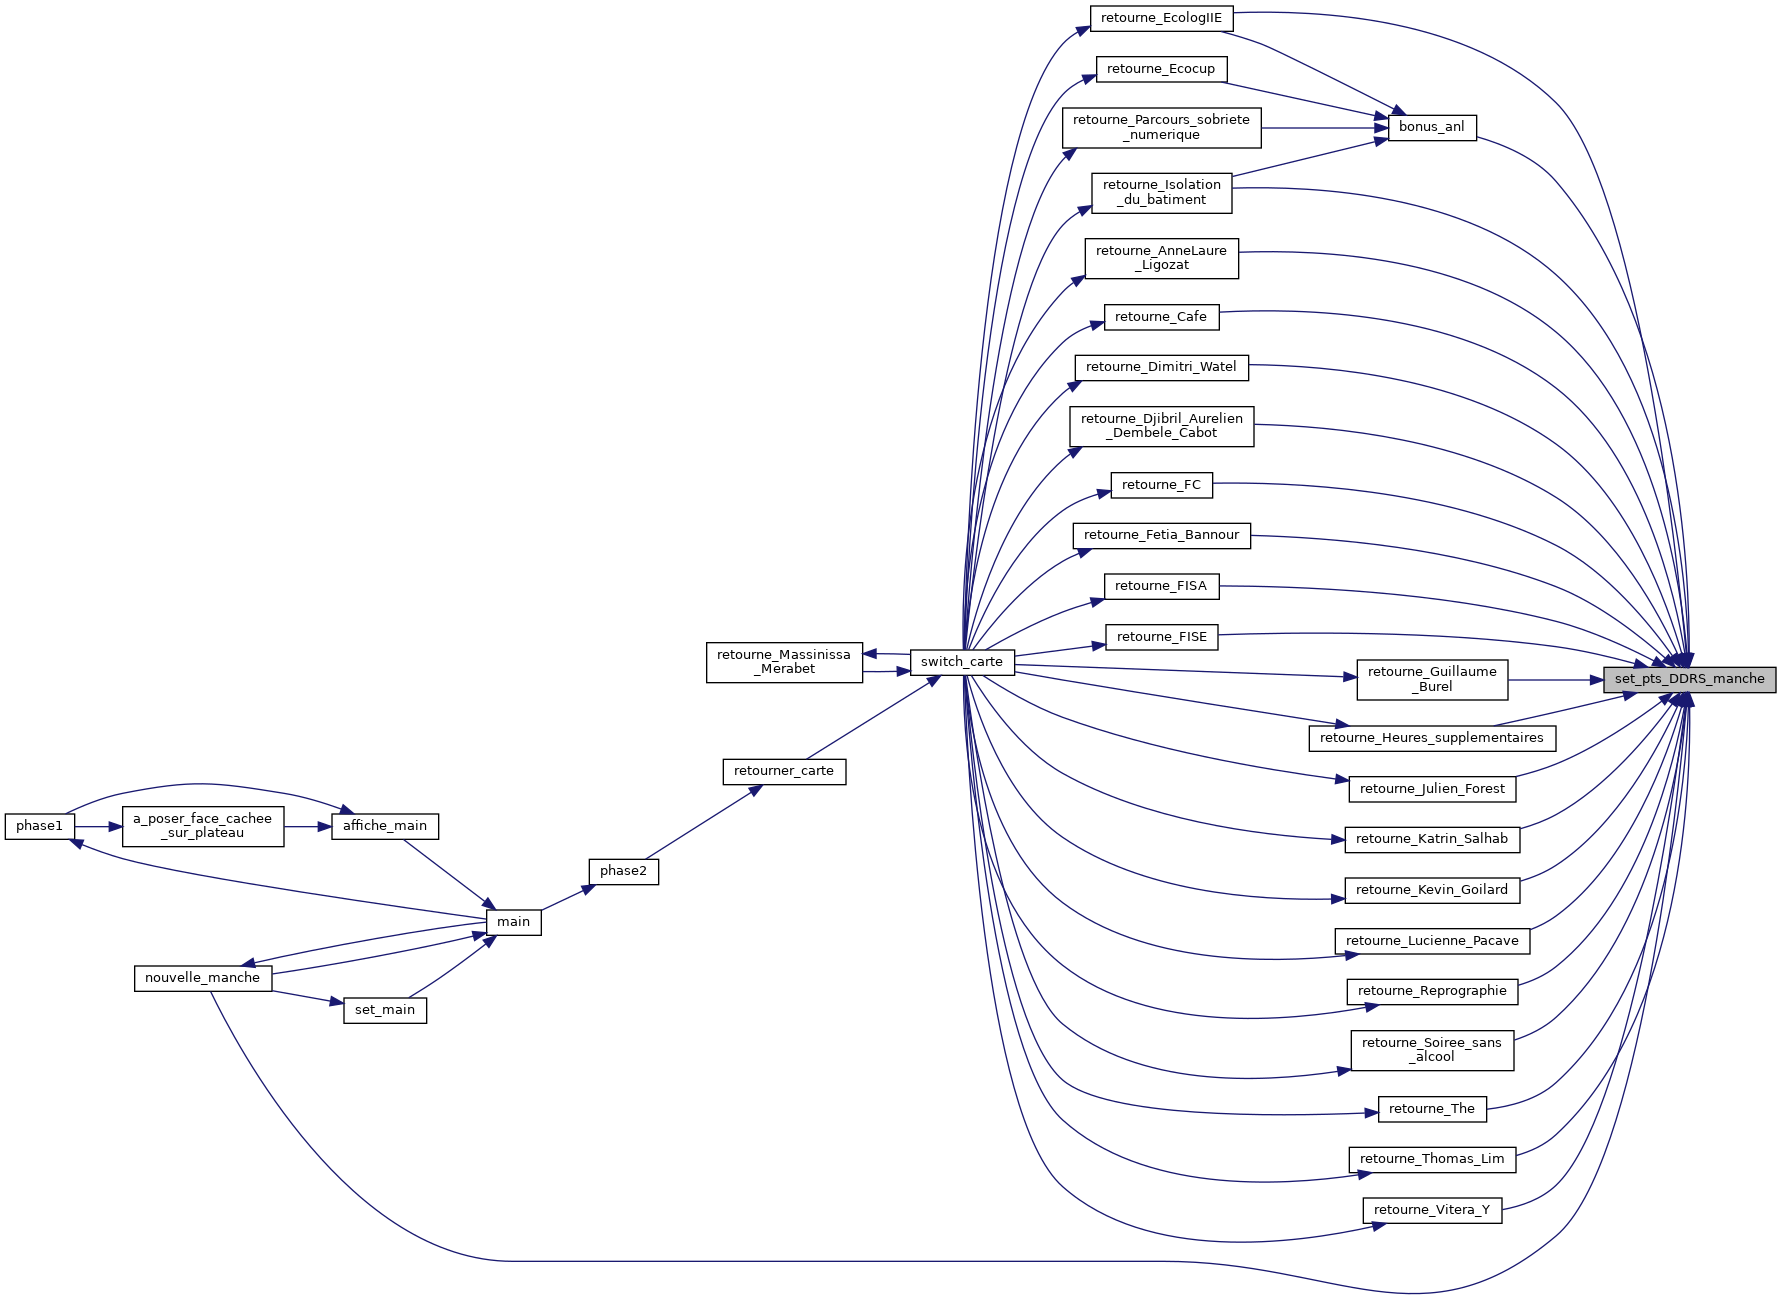 retourne_EcologIIE
retourne_Ecocup
retourne_Parcours_sobriete
_numerique
bonus_anl
retourne_Isolation
_du_batiment
retourne_AnneLaure
_Ligozat
retourne_Cafe
retourne_Dimitri_Watel
retourne_Djibril_Aurelien
_Dembele_Cabot
retourne_FC
retourne_Fetia_Bannour
retourne_FISA
retourne_FISE
retourne_Massinissa
_Merabet
switch_carte
retourne_Guillaume
_Burel
set_pts_DDRS_manche
retourne_Heures_supplementaires
retourner_carte
retourne_Julien_Forest
phase1
a_poser_face_cachee
_sur_plateau
affiche_main
retourne_Katrin_Salhab
phase2
retourne_Kevin_Goilard
main
retourne_Lucienne_Pacave
nouvelle_manche
retourne_Reprographie
set_main
retourne_Soiree_sans
_alcool
retourne_The
retourne_Thomas_Lim
retourne_Vitera_Y